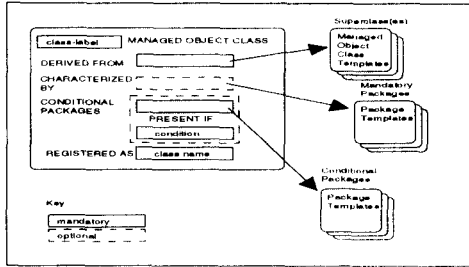 class-label MANAGED OBJECT CLASS
DERIVED FROM
CHARACTERIZED
BY
CONDITIONAL
PACKAGES
PRESENT IF
condition
REGISTERED AS class name
Superclass(es)
Managed
Object
Class
Templates
Mandatory
Packages
Package
Templates
Conditional
Packages
Package
Templates
Key
mandatory
optional